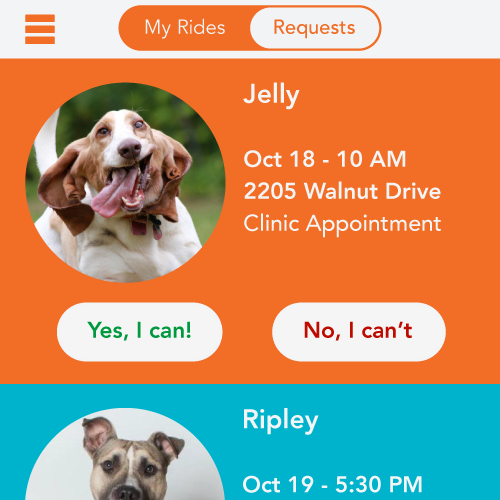 My Rides
Requests
Jelly
Oct 18 - 10 AM
2205 Walnut Drive
Clinic Appointment
Yes, I can!
No, I can’t
Ripley
Oct 19 - 5:30 PM